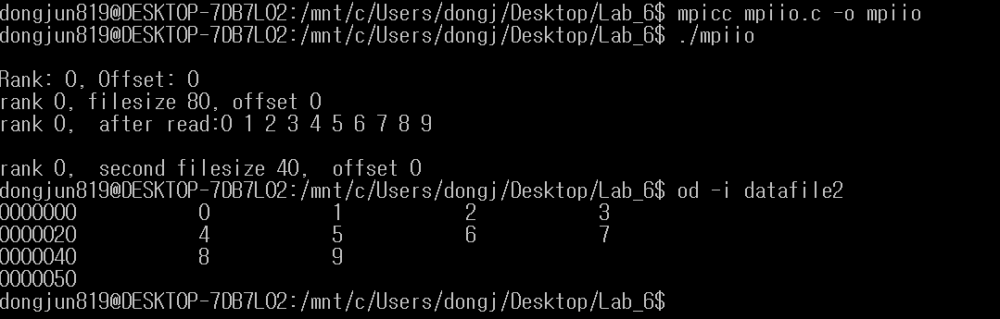 dongjun819@DESKTOP-7DB7LO2:/mnt/c/Users/dongj/Desktop/Lab_6$ mpicc mpiio.c -o mpiio
dongjun819@DESKTOP-7DB7LO2:/mnt/c/Users/dongj/Desktop/Lab_6$ ./mpiio
Rank: 0, Offset: 0
rank 0, filesize 80, offset 0
rank 0,  after read:0 1 2 3 4 5 6 7 8 9
rank 0,  second filesize 40,  offset 0
dongjun819@DESKTOP-7DB7LO2:/mnt/c/Users/dongj/Desktop/Lab_6$ od -i datafile2
0000000           0           1           2           3
0000020           4           5           6           7
0000040           8           9
0000050
dongjun819@DESKTOP-7DB7LO2:/mnt/c/Users/dongj/Desktop/Lab_6$